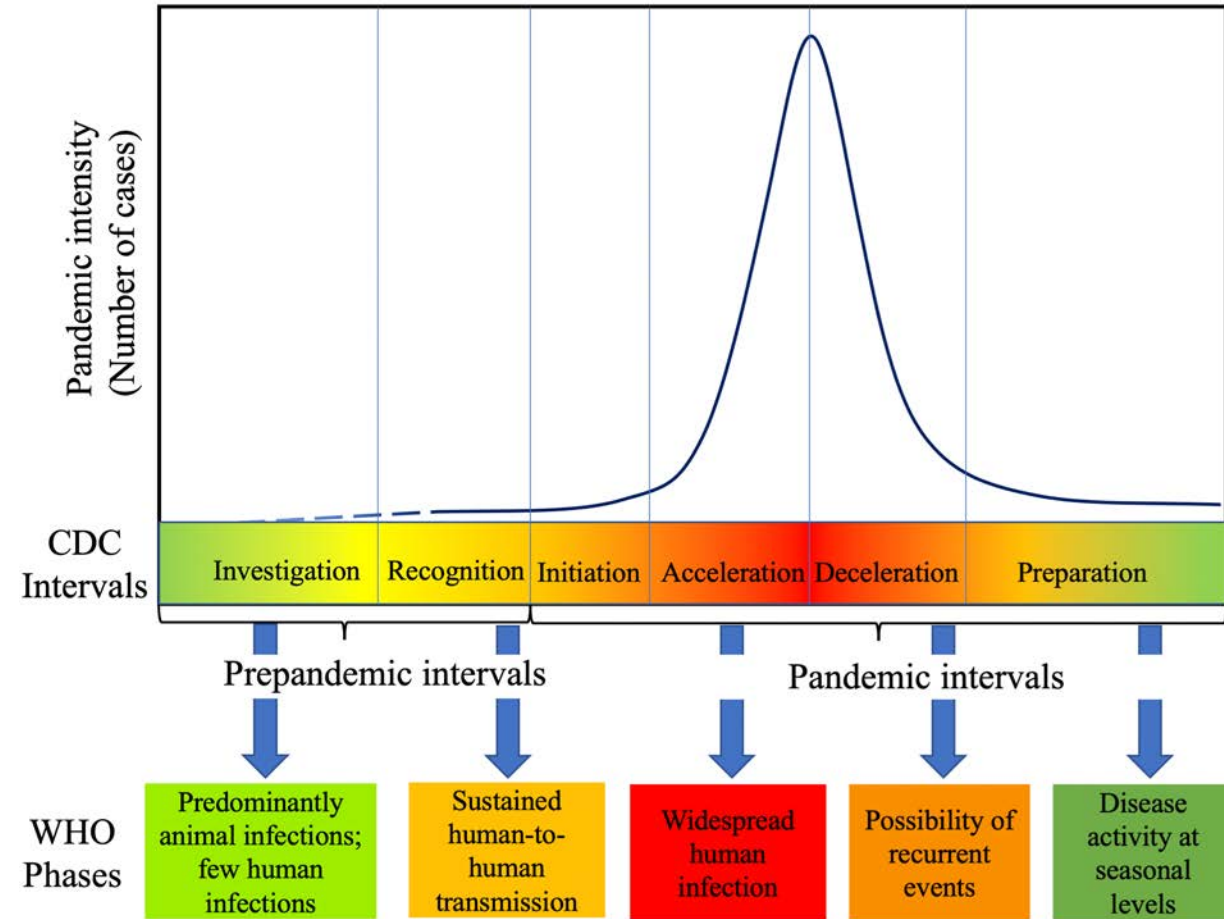 Pandemic intensity
(Number of cases)
CDC
Intervals
Investigation
Recognition
Initiation
Acceleration
Deceleration
Preparation
Prepandemic intervals
Pandemic intervals
WHO
Phases
Predominantly
animal infections;
few human
infections
Sustained
human-to-
human
transmission
Widespread
human
infection
Possibility of
recurrent
events
Disease
activity at
seasonal
levels